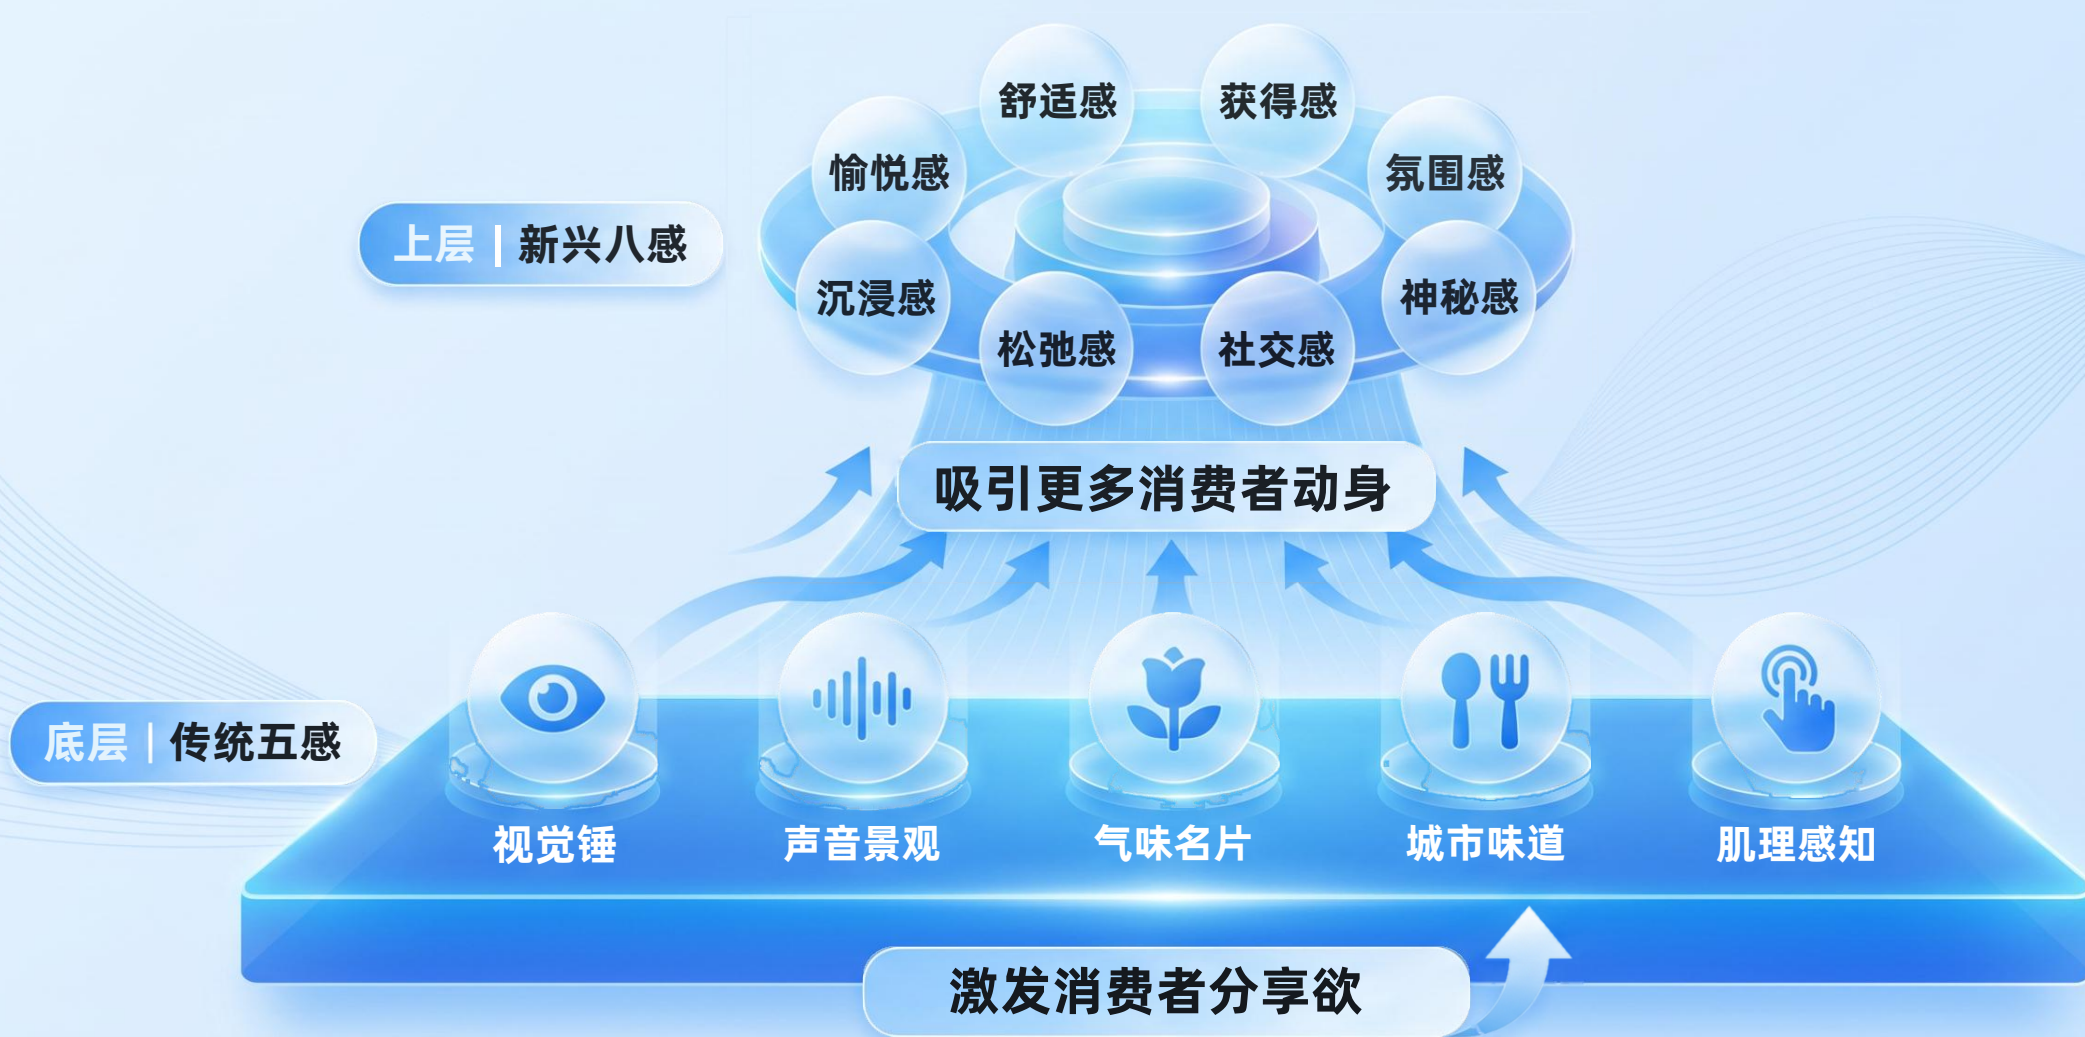 舒适感
获得感
愉悦感
氛围感
上层 | 新兴八感
沉浸感
神秘感
松弛感
社交感
吸引更多消费者动身
底层 | 传统五感
视觉锤
声音景观
气味名片
城市味道
肌理感知
激发消费者分享欲